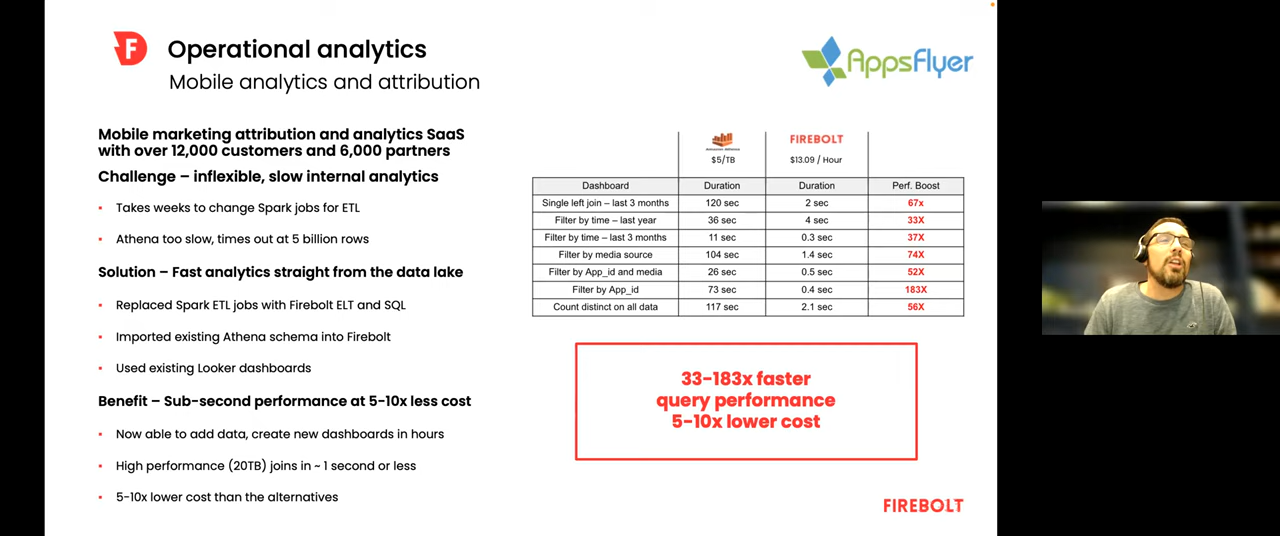 Operational analytics
Mobile analytics and attribution
AppsFlyer
Mobile marketing attribution and analytics SaaS
with over 12,000 customers and 6,000 partners
Challenge – inflexible, slow internal analytics
Takes weeks to change Spark jobs for ETL
Athena too slow, times out at 5 billion rows
Solution – Fast analytics straight from the data lake
Replaced Spark ETL jobs with Firebolt ELT and SQL
Imported existing Athena schema into Firebolt
Used existing Looker dashboards
Benefit – Sub-second performance at 5-10x less cost
Now able to add data, create new dashboards in hours
High performance (20TB) joins in ~ 1 second or less
5-10x lower cost than the alternatives
FIREBOLT
$5/TB $13.09 / Hour
Dashboard Duration Duration Perf. Boost
Single left join – last 3 months 120 sec 2 sec 67x
Filter by time – last year 36 sec 4 sec 33X
Filter by time – last 3 months 11 sec 0.3 sec 37X
Filter by media source 104 sec 1.4 sec 74X
Filter by App_id and media 26 sec 0.5 sec 52X
Filter by App_id 73 sec 0.4 sec 183X
Count distinct on all data 117 sec 2.1 sec 56X
33-183x faster
query performance
5-10x lower cost
FIREBOLT